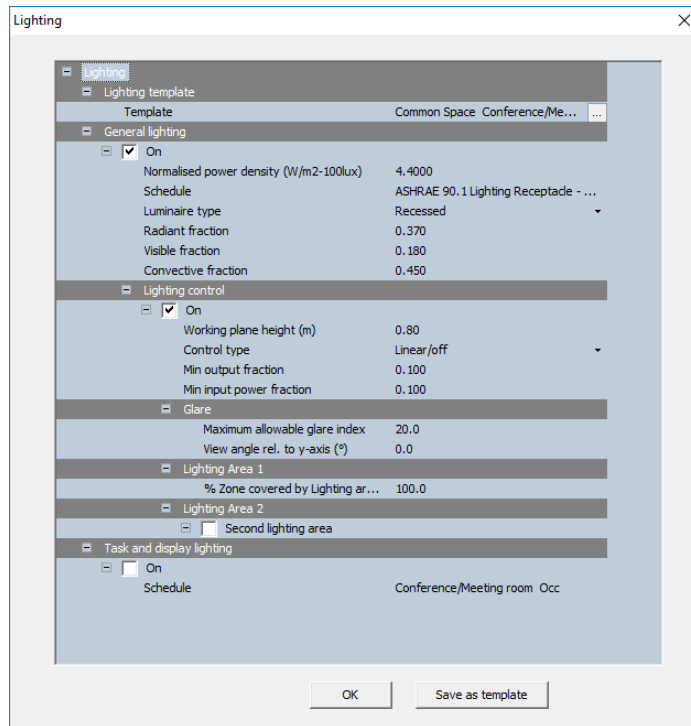 Lighting
Lighting
Lighting template
Template Common Space Conference/Me... ...
General lighting
On
Normalised power density (W/m2-100lux) 4.4000
Schedule ASHRAE 90.1 Lighting Receptacle - ...
Luminaire type Recessed
Radiant fraction 0.370
Visible fraction 0.180
Convective fraction 0.450
Lighting control
On
Working plane height (m) 0.80
Control type Linear/off
Min output fraction 0.100
Min input power fraction 0.100
Glare
Maximum allowable glare index 20.0
View angle rel. to y-axis (°) 0.0
Lighting Area 1
% Zone covered by Lighting ar... 100.0
Lighting Area 2
Second lighting area
Task and display lighting
On
Schedule Conference/Meeting room Occ
OK Save as template